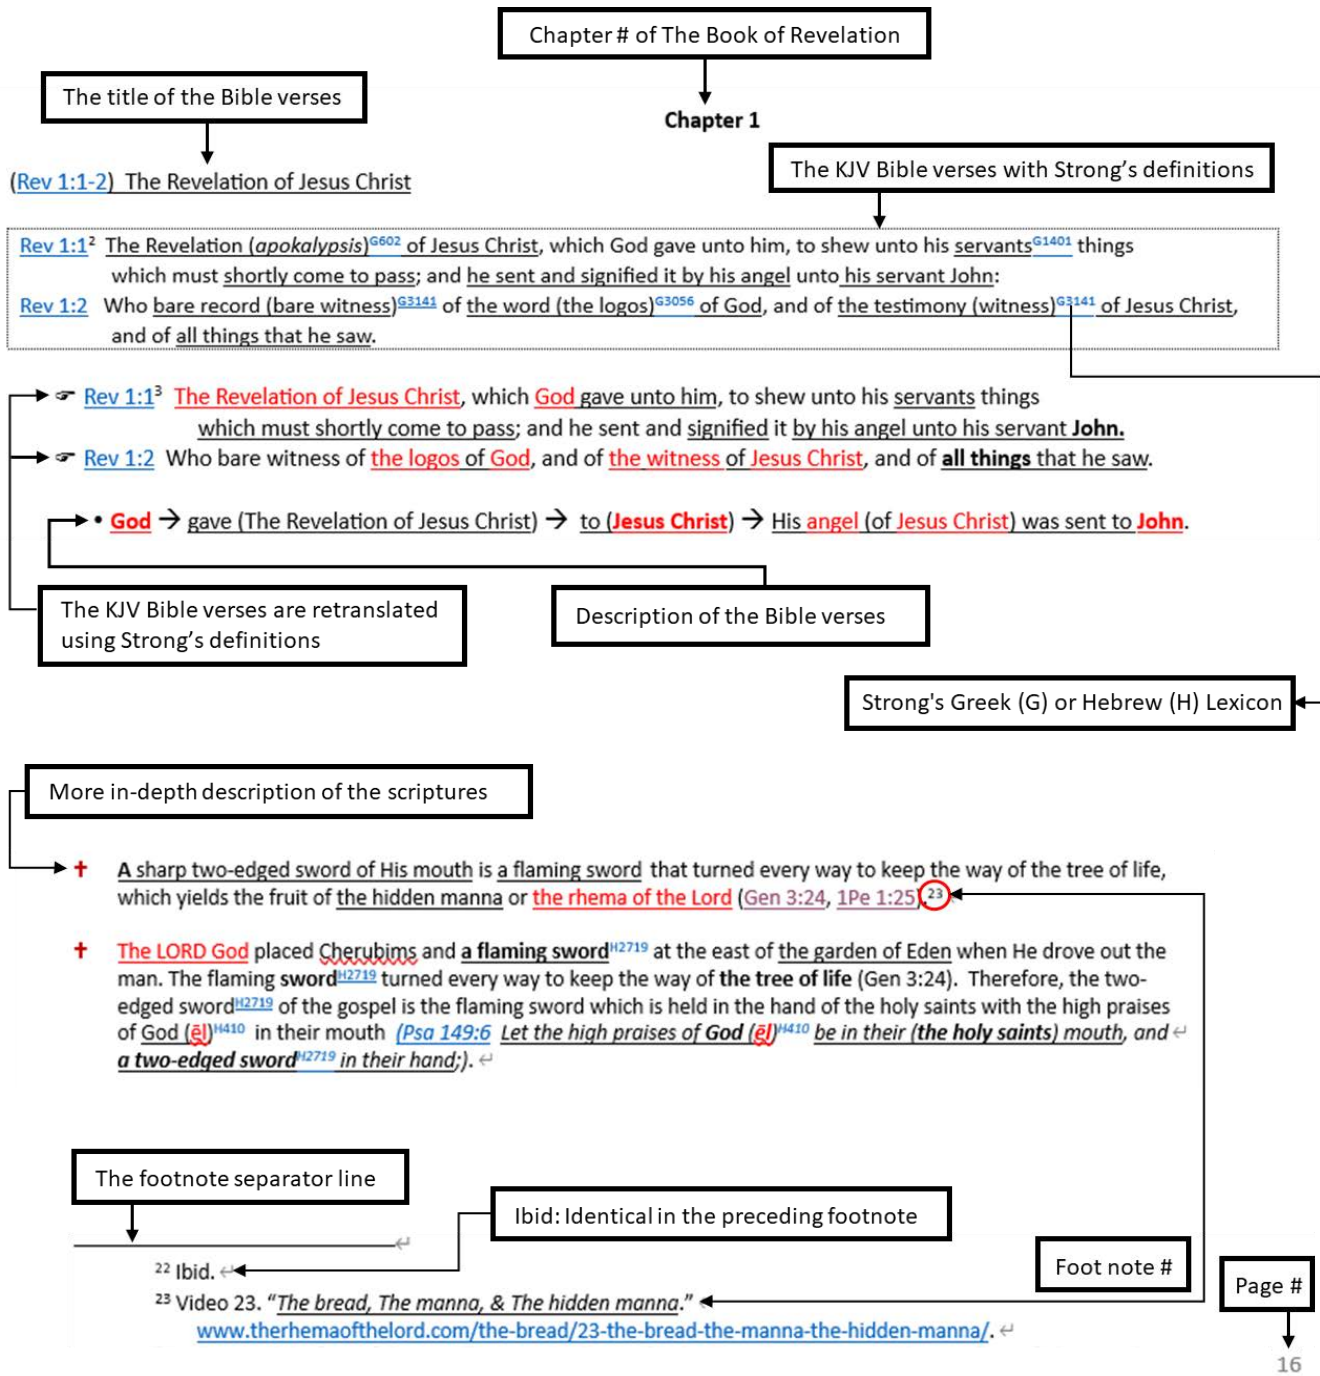 Chapter # of The Book of Revelation
The title of the Bible verses
Chapter 1
The KJV Bible verses with Strong's definitions
(Rev 1:1-2) The Revelation of Jesus Christ
Rev 1:1² The Revelation (apokalypsis)G602 of Jesus Christ, which God gave unto him, to shew unto his servantsG1401 things
which must shortly come to pass; and he sent and signified it by his angel unto his servant John:
Rev 1:2 Who bare record (bare witness)G3141 of the word (the logos)G3056 of God, and of the testimony (witness)G3141 of Jesus Christ,
and of all things that he saw.
☞ Rev 1:1³ The Revelation of Jesus Christ, which God gave unto him, to shew unto his servants things
which must shortly come to pass; and he sent and signified it by his angel unto his servant John.
☞ Rev 1:2 Who bare witness of the logos of God, and of the witness of Jesus Christ, and of all things that he saw.
• God → gave (The Revelation of Jesus Christ) → to (Jesus Christ) → His angel (of Jesus Christ) was sent to John.
The KJV Bible verses are retranslated
using Strong's definitions
Description of the Bible verses
Strong's Greek (G) or Hebrew (H) Lexicon
More in-depth description of the scriptures
✝ A sharp two-edged sword of His mouth is a flaming sword that turned every way to keep the way of the tree of life,
which yields the fruit of the hidden manna or the rhema of the Lord (Gen 3:24, 1Pe 1:25).²³
✝ The LORD God placed Cherubims and a flaming swordH2719 at the east of the garden of Eden when He drove out the
man. The flaming swordH2719 turned every way to keep the way of the tree of life (Gen 3:24). Therefore, the two-
edged swordH2719 of the gospel is the flaming sword which is held in the hand of the holy saints with the high praises
of God (ēl)H410 in their mouth (Psa 149:6 Let the high praises of God (ēl)H410 be in their (the holy saints) mouth, and ↵
a two-edged swordH2719 in their hand;). ↵
The footnote separator line
Ibid: Identical in the preceding footnote
Foot note #
Page #
²² Ibid. ↵
²³ Video 23. “The bread, The manna, & The hidden manna.”
www.therhemaofthelord.com/the-bread/23-the-bread-the-manna-the-hidden-manna/. ↵
16